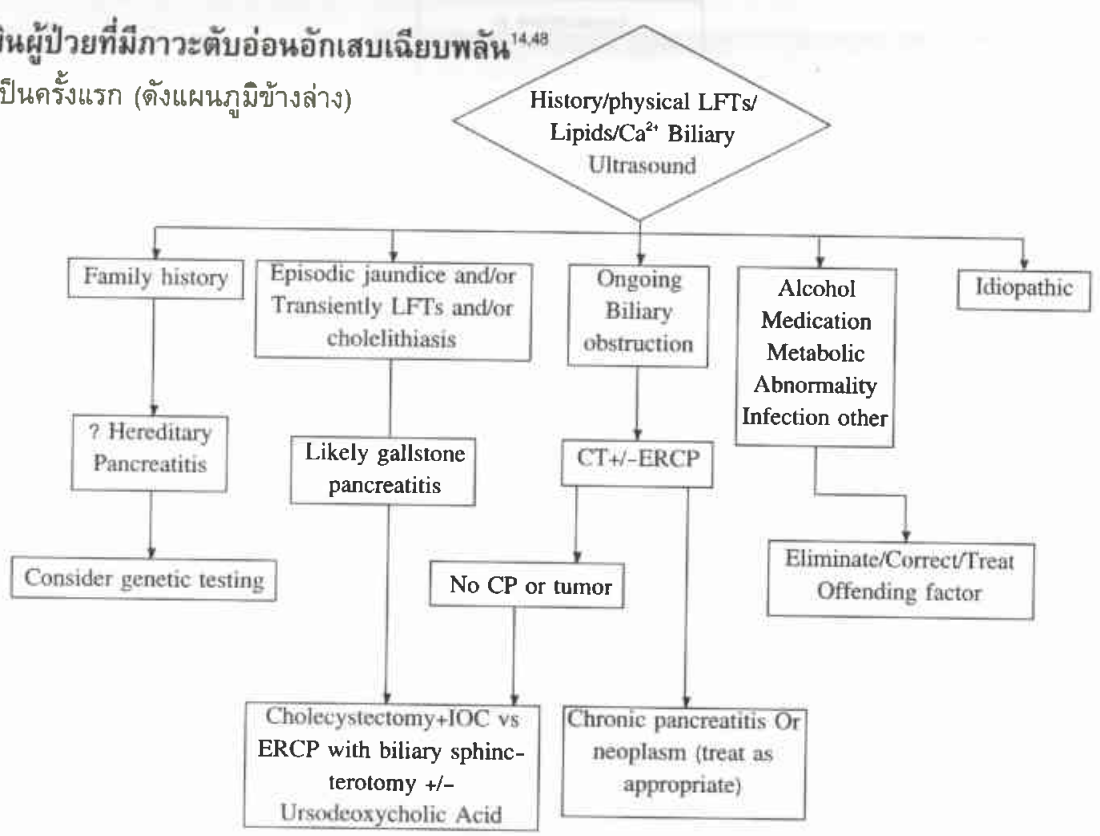 ผู้ป่วยที่มีภาวะตับอ่อนอักเสบเฉียบพลัน14,48
เป็นครั้งแรก (ดังแผนภูมิข้างล่าง)
History/physical LFTs/
Lipids/Ca2+ Biliary
Ultrasound
Family history
Episodic jaundice and/or
Transiently LFTs and/or
cholelithiasis
Ongoing
Biliary
obstruction
Alcohol
Medication
Metabolic
Abnormality
Infection other
Idiopathic
? Hereditary
Pancreatitis
Likely gallstone
pancreatitis
CT+/-ERCP
Consider genetic testing
No CP or tumor
Eliminate/Correct/Treat
Offending factor
Cholecystectomy+IOC vs
ERCP with biliary sphinc-
terotomy +/-
Ursodeoxycholic Acid
Chronic pancreatitis Or
neoplasm (treat as
appropriate)